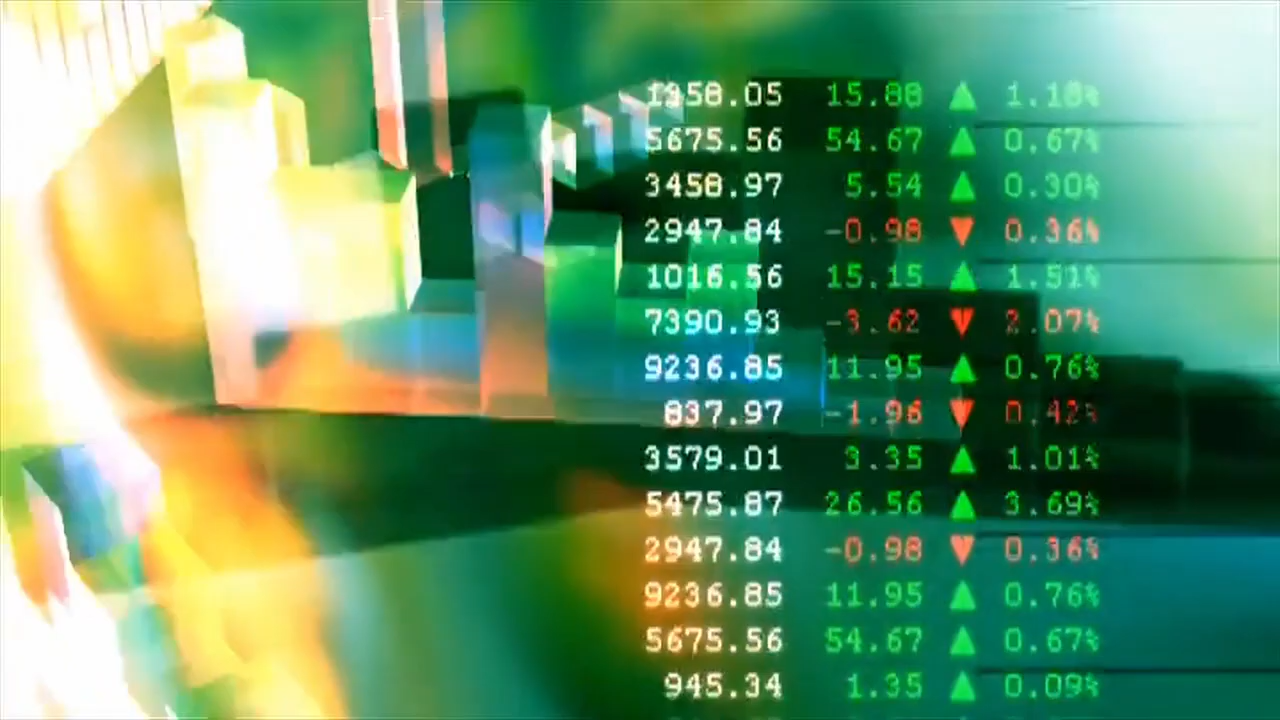 1358.05 15.88 ▲ 1.18%
5675.56 54.67 ▲ 0.67%
3458.97 5.54 ▲ 0.30%
2947.84 -0.98 ▼ 0.36%
1016.56 15.15 ▲ 1.51%
7390.93 -3.62 ▼ 2.07%
9236.85 11.95 ▲ 0.76%
837.97 -1.96 ▼ 0.42%
3579.01 3.35 ▲ 1.01%
5475.87 26.56 ▲ 3.69%
2947.84 -0.98 ▼ 0.36%
9236.85 11.95 ▲ 0.76%
5675.56 54.67 ▲ 0.67%
945.34 1.35 ▲ 0.09%